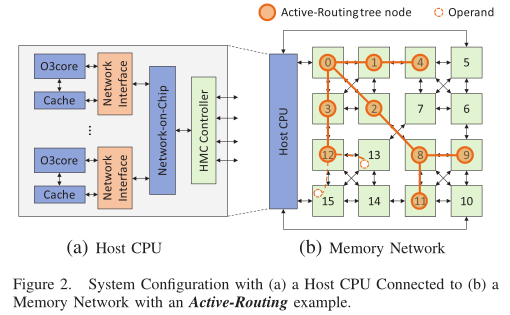 Active-Routing tree node
Operand
O3core
Cache
Network
Interface
...
O3core
Cache
Network
Interface
Network-on-Chip
HMC Controller
Host CPU
0 1 4 5
3 2 7 6
12 13 8 9
15 14 11 10
(a) Host CPU
(b) Memory Network
Figure 2. System Configuration with (a) a Host CPU Connected to (b) a
Memory Network with an Active-Routing example.